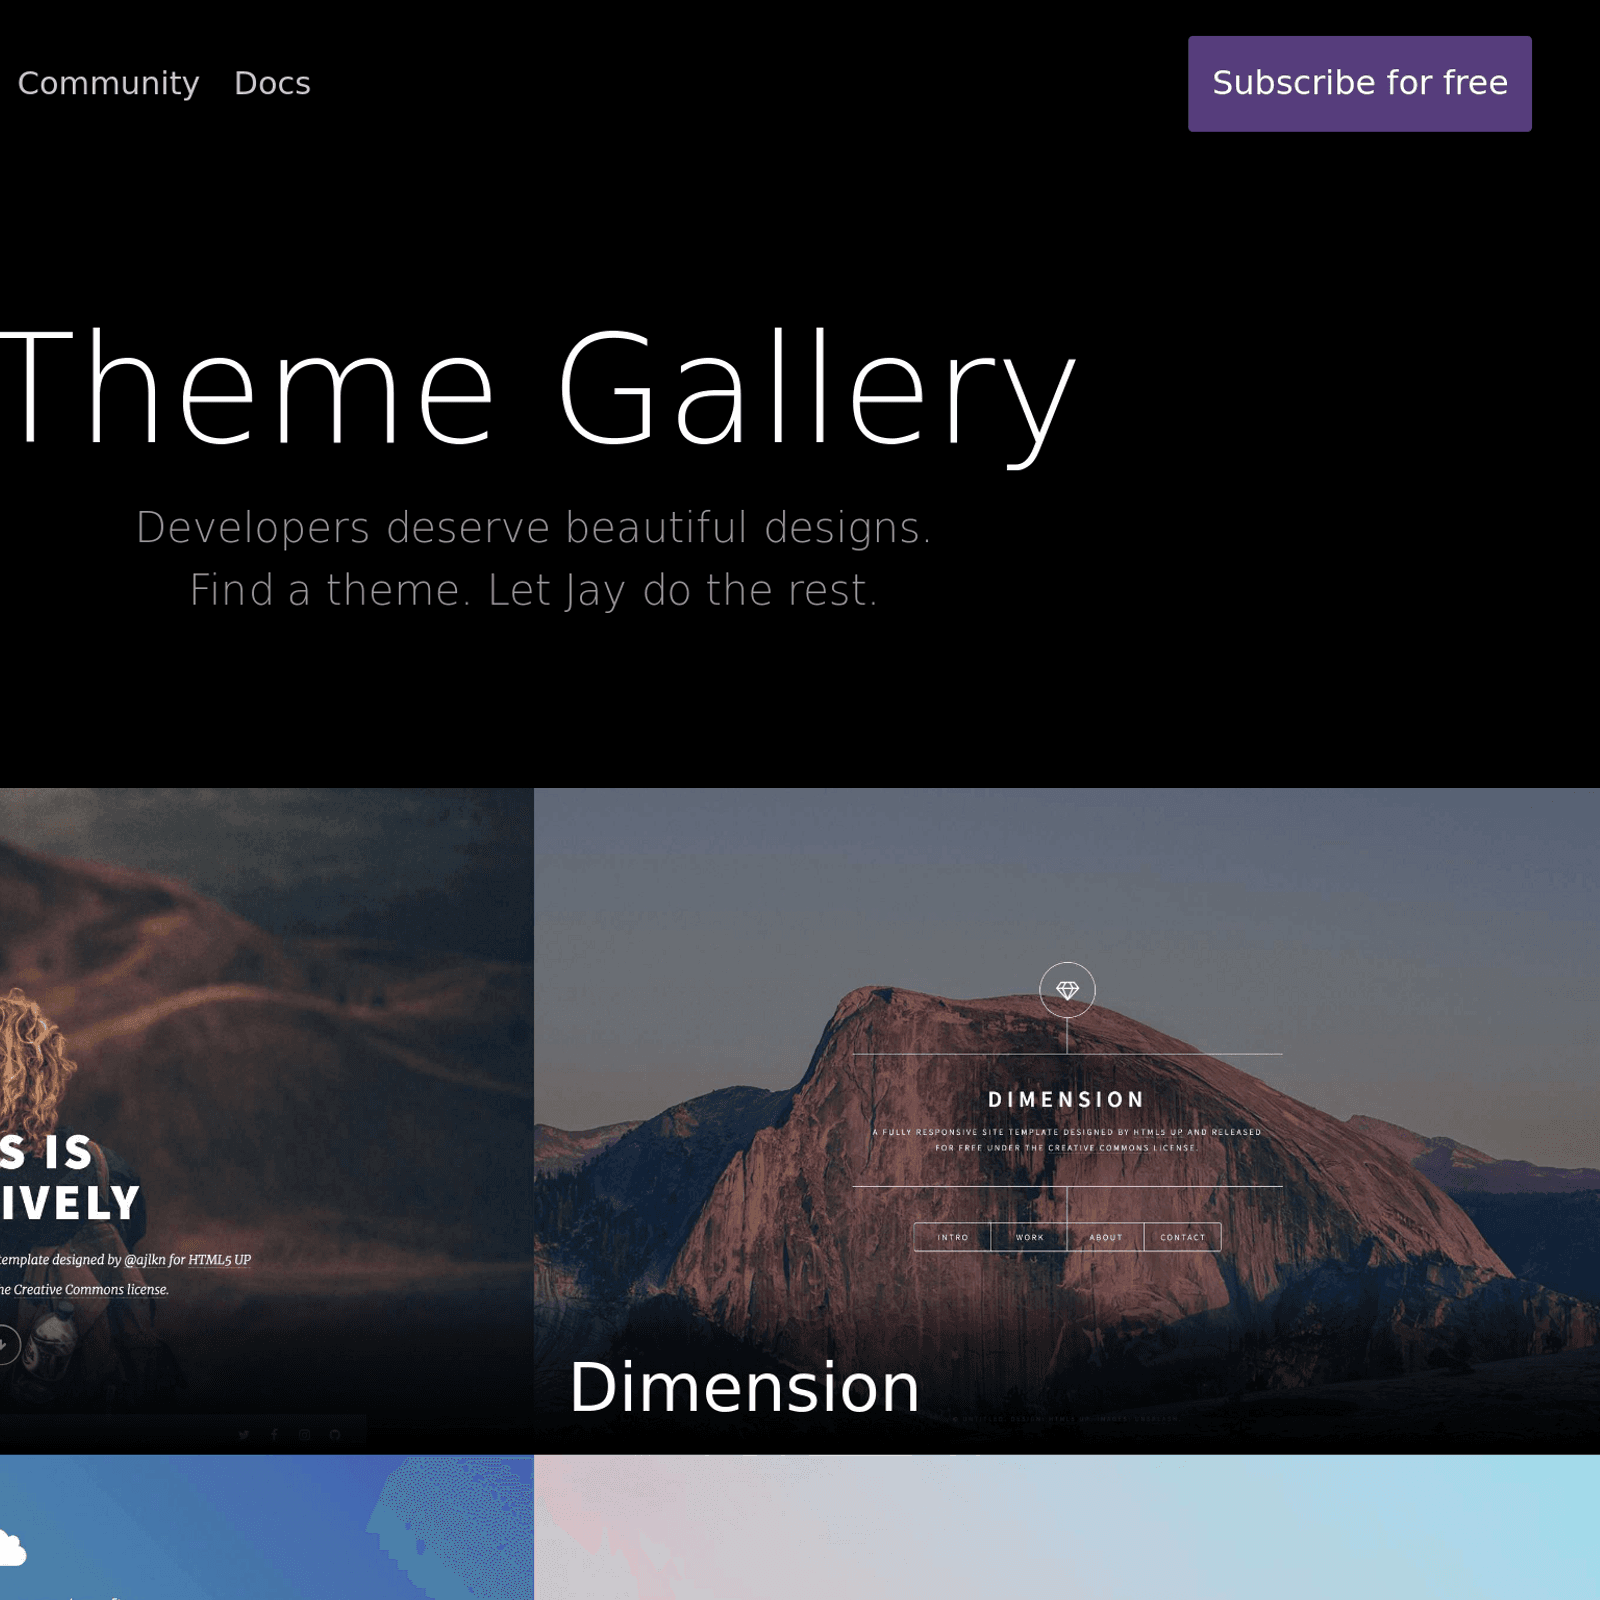 Community Docs Subscribe for free
Theme Gallery
Developers deserve beautiful designs.
Find a theme. Let Jay do the rest.
DIMENSION
A FULLY RESPONSIVE SITE TEMPLATE DESIGNED BY HTML5 UP AND RELEASED
FOR FREE UNDER THE CREATIVE COMMONS LICENSE.
INTRO WORK ABOUT CONTACT
S IS
IVELY
template designed by @ajlkn for HTML5 UP
he Creative Commons license.
Dimension